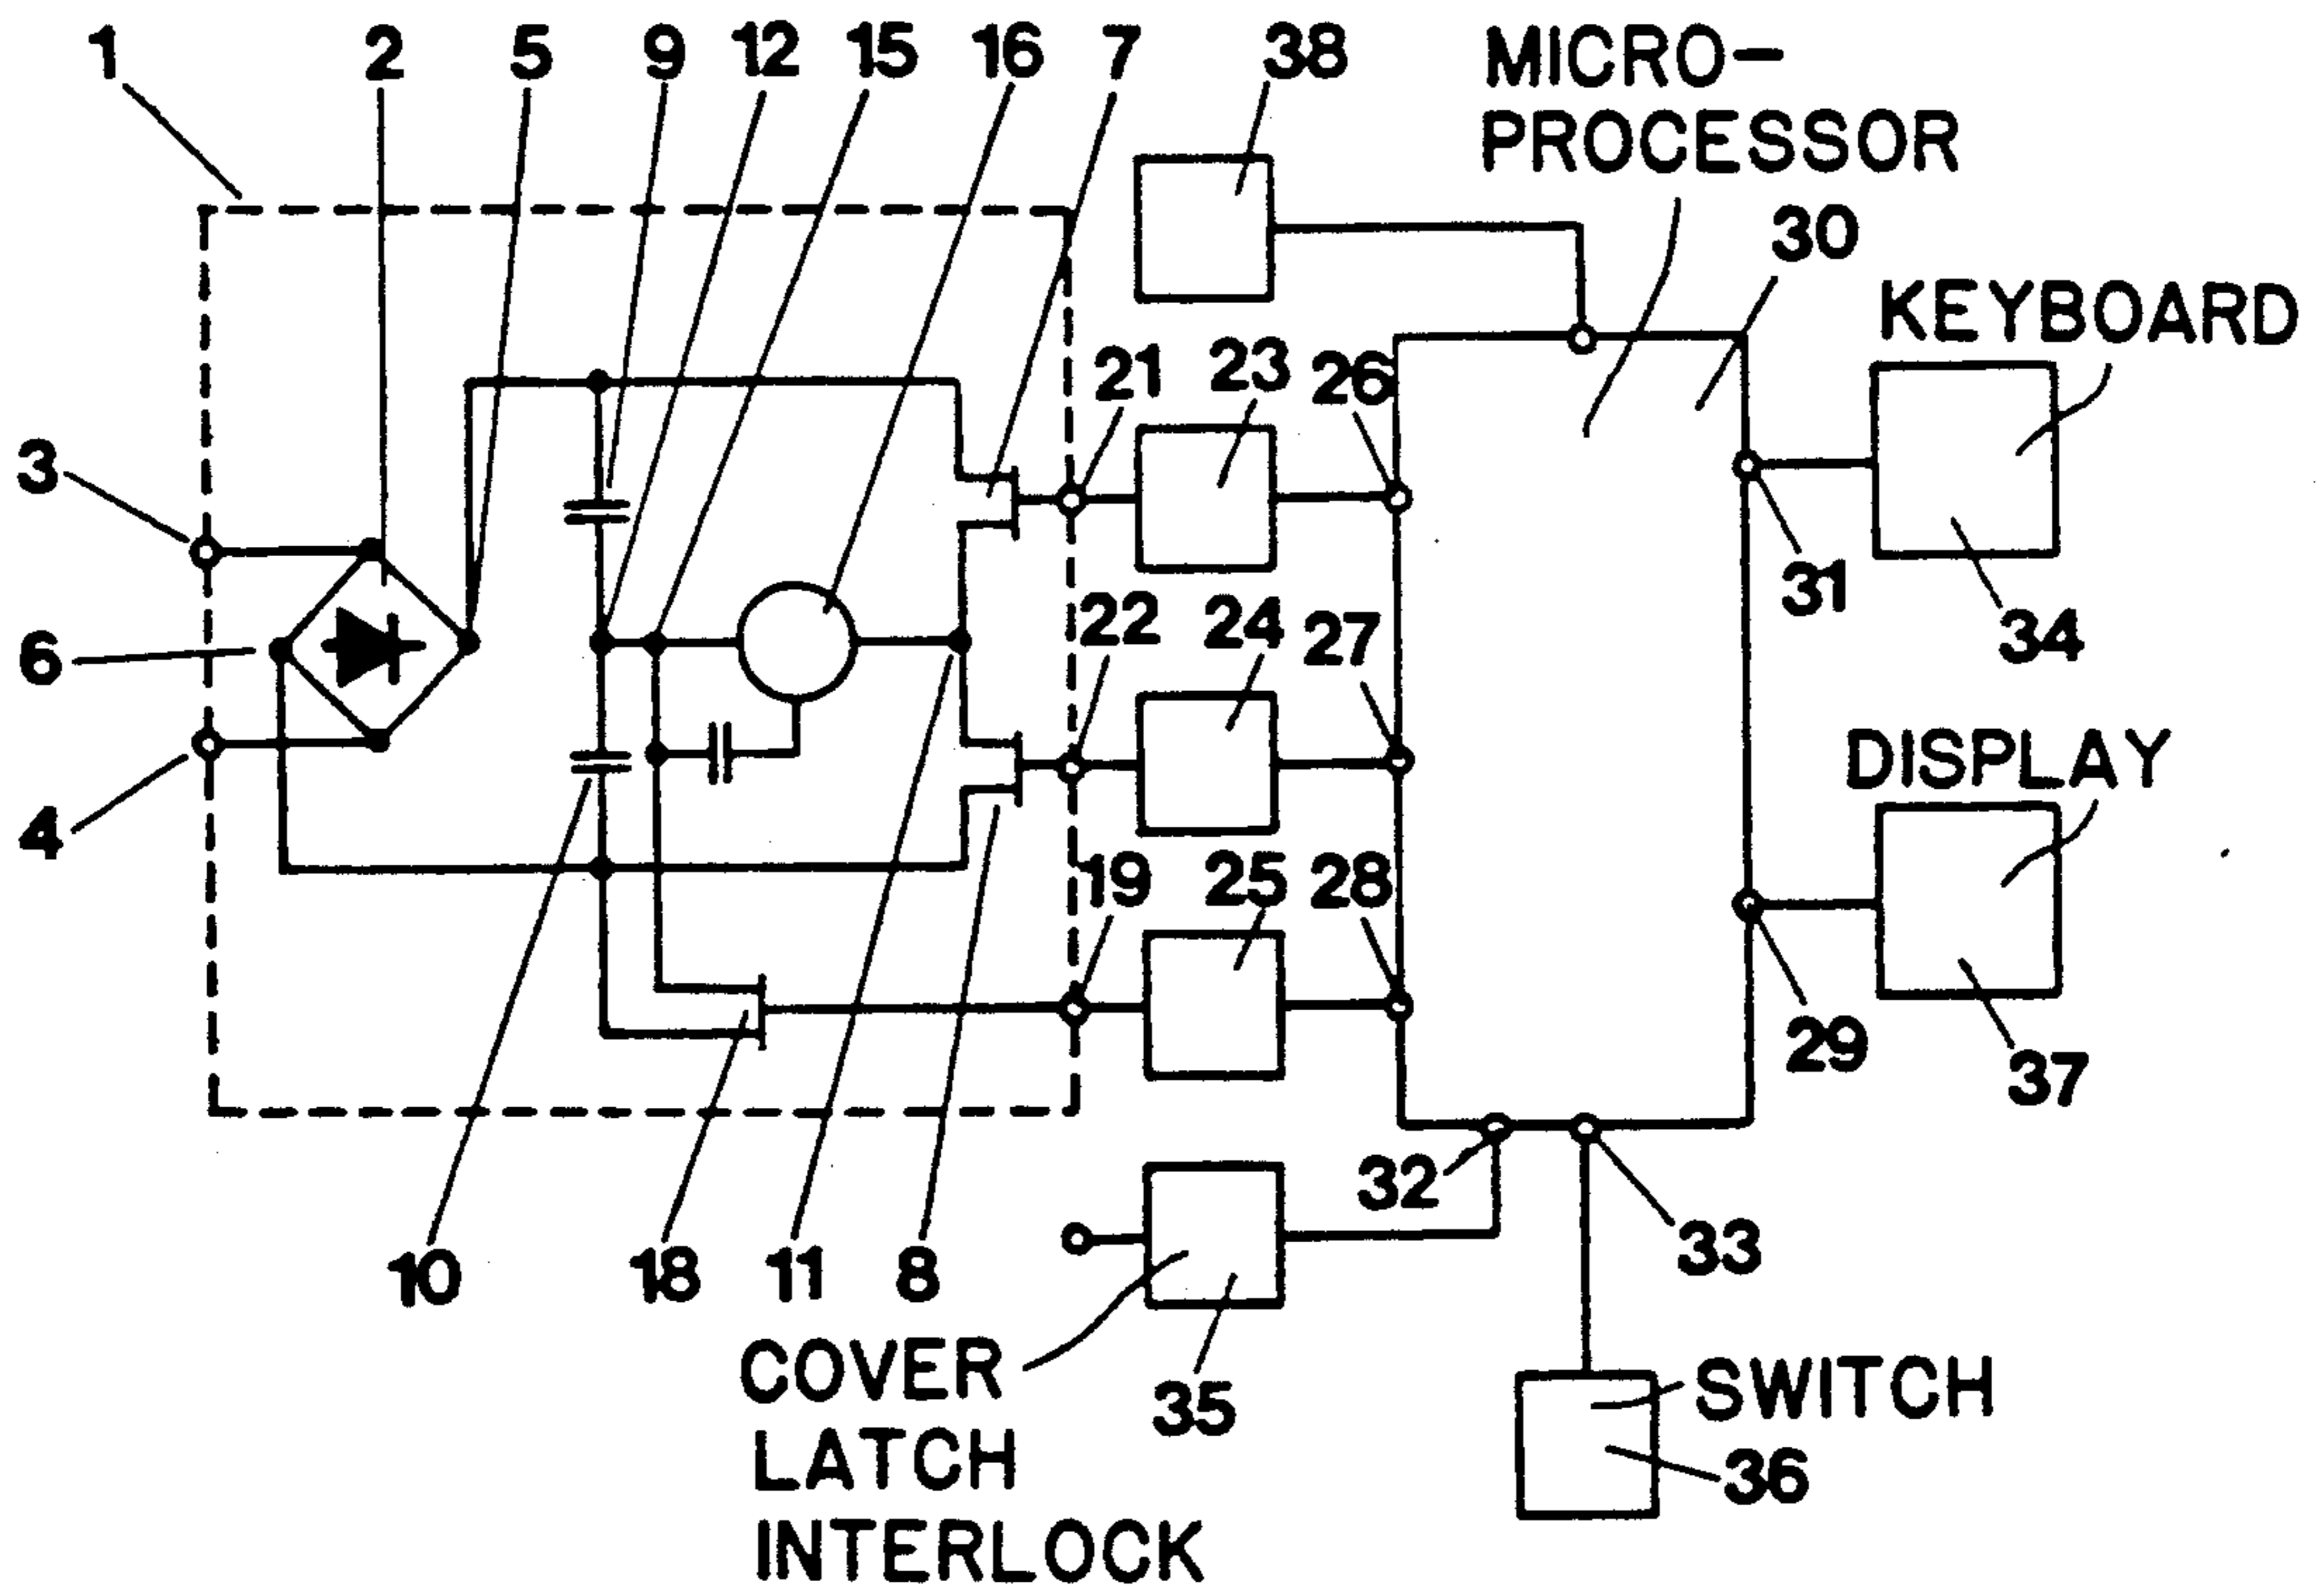 1 2 5 9 12 15 16 7 38
MICRO-
PROCESSOR
30
KEYBOARD
21 23 26
3
31
22 24 27
34
6
DISPLAY
4
19 25 28
29
37
32
33
10 18 11 8
COVER
LATCH
INTERLOCK
35
SWITCH
36